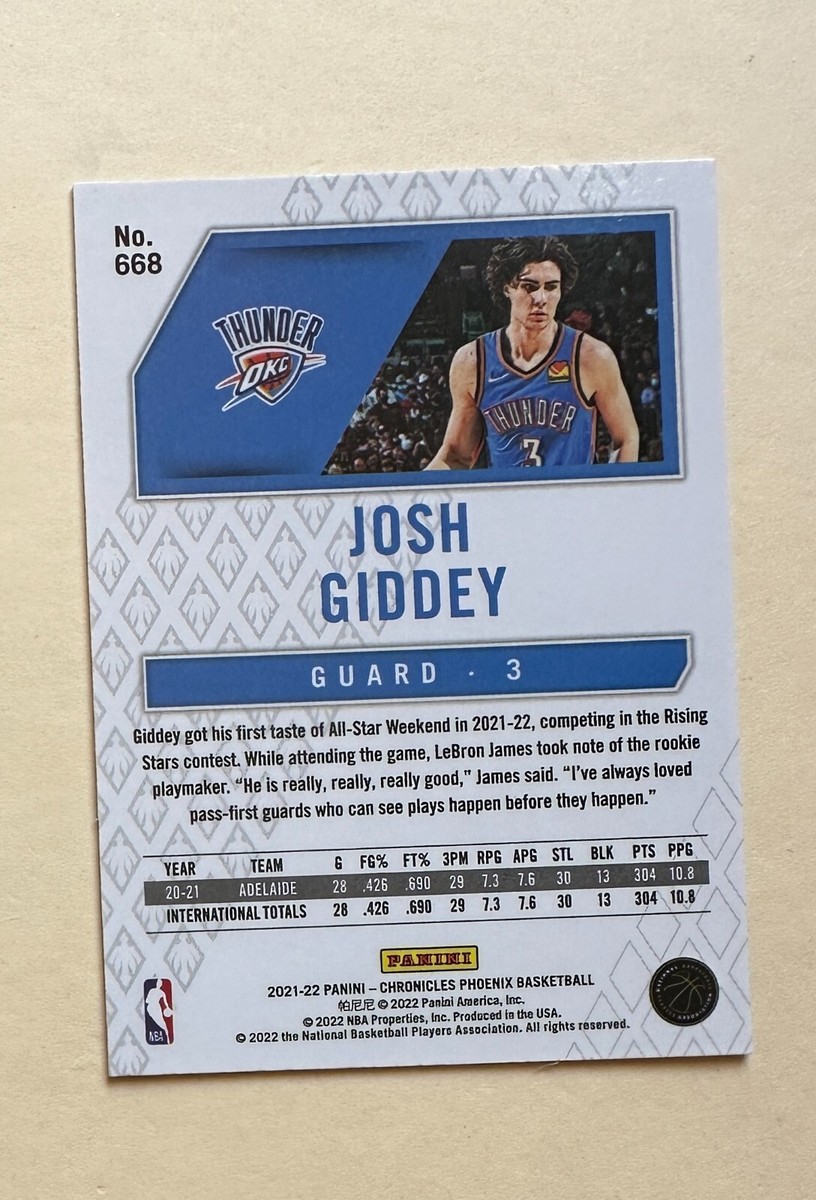 No.
668
THUNDER
OKC
THUNDER
3
JOSH
GIDDEY
GUARD · 3
Giddey got his first taste of All-Star Weekend in 2021-22, competing in the Rising
Stars contest. While attending the game, LeBron James took note of the rookie
playmaker. “He is really, really, really good,” James said. “I’ve always loved
pass-first guards who can see plays happen before they happen.”
YEAR TEAM G FG% FT% 3PM RPG APG STL BLK PTS PPG
20-21 ADELAIDE 28 .426 .690 29 7.3 7.6 30 13 304 10.8
INTERNATIONAL TOTALS 28 .426 .690 29 7.3 7.6 30 13 304 10.8
PANINI
2021-22 PANINI – CHRONICLES PHOENIX BASKETBALL
帕尼尼 © 2022 Panini America, Inc.
© 2022 NBA Properties, Inc. Produced in the USA.
© 2022 the National Basketball Players Association. All rights reserved.
NBA
NATIONAL BASKETBALL PLAYERS ASSOCIATION